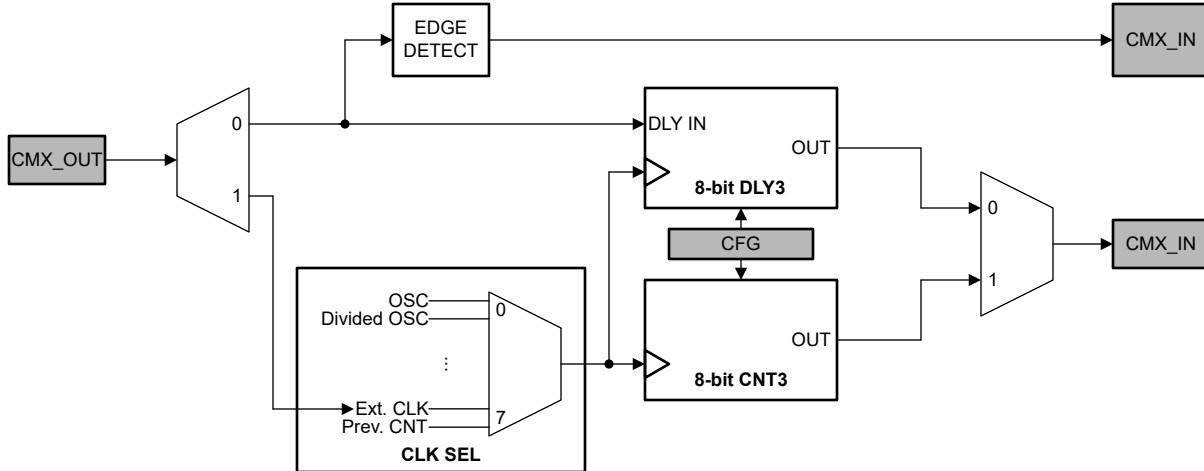 EDGE
DETECT
CMX_IN
0
CMX_OUT
1
DLY IN
OUT
8-bit DLY3
CFG
0
1
CMX_IN
OSC
Divided OSC
0
⋮
Ext. CLK
7
Prev. CNT
CLK SEL
OUT
8-bit CNT3